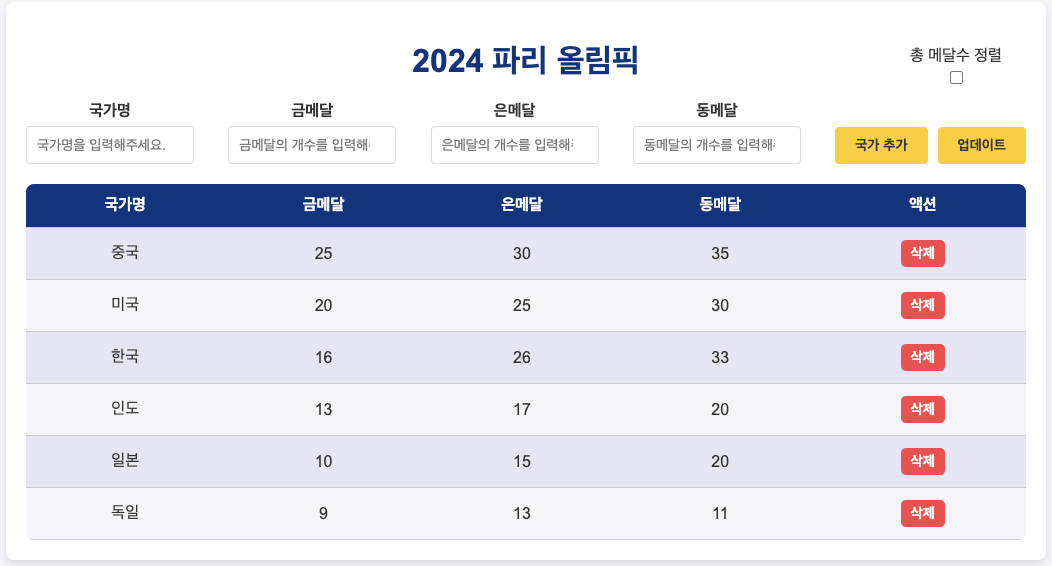 2024 파리 올림픽
총 메달수 정렬
국가명 금메달 은메달 동메달
국가명을 입력해주세요. 금메달의 개수를 입력해 은메달의 개수를 입력해 동메달의 개수를 입력해 국가 추가 업데이트
국가명 금메달 은메달 동메달 액션
중국 25 30 35 삭제
미국 20 25 30 삭제
한국 16 26 33 삭제
인도 13 17 20 삭제
일본 10 15 20 삭제
독일 9 13 11 삭제